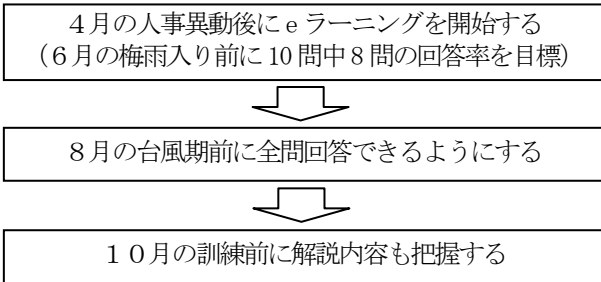 ４月の人事異動後にｅラーニングを開始する
（６月の梅雨入り前に 10 問中８問の回答率を目標）
８月の台風期前に全問回答できるようにする
１０月の訓練前に解説内容も把握する